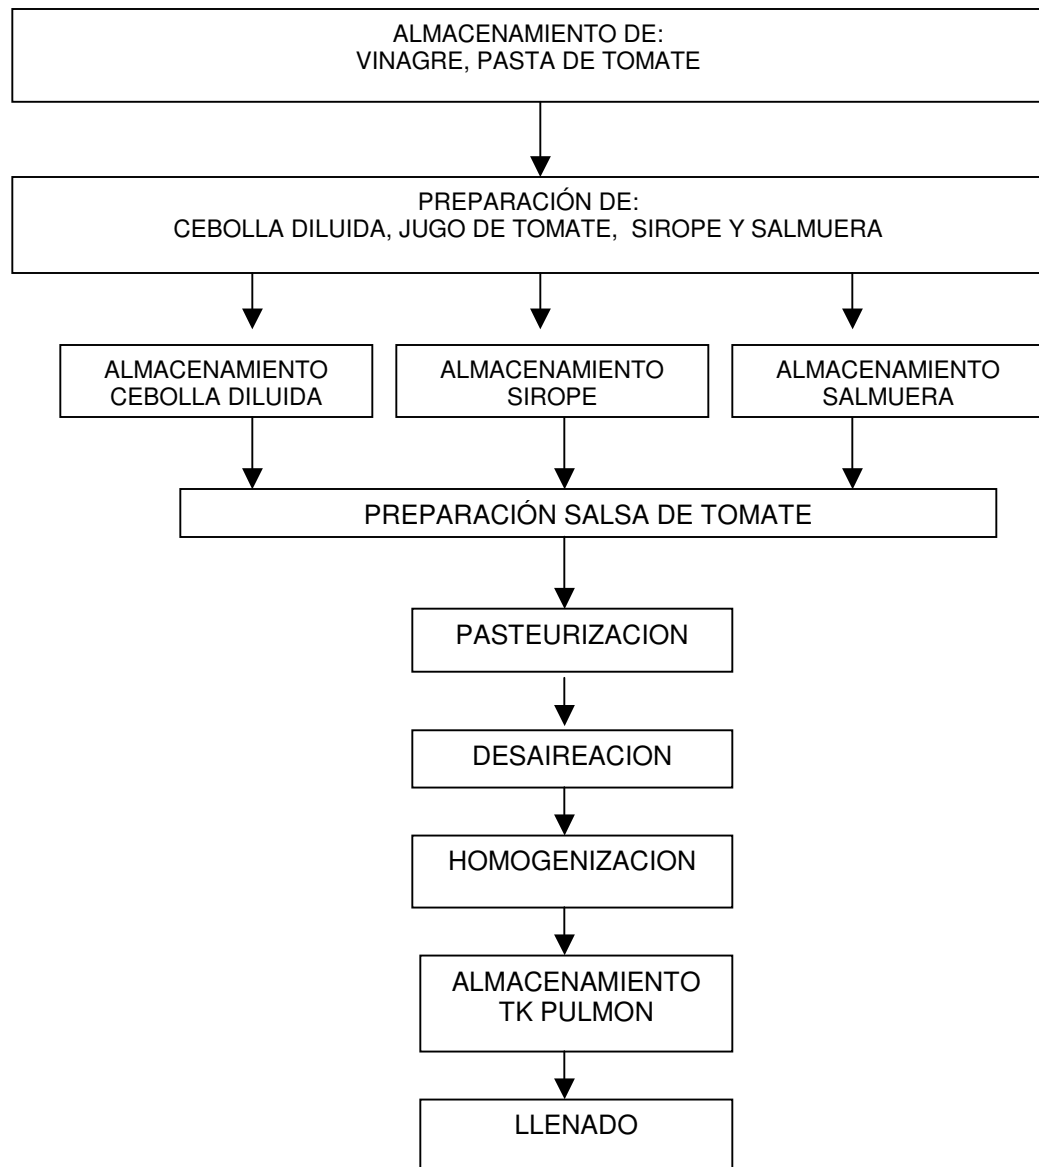 ALMACENAMIENTO DE:
VINAGRE, PASTA DE TOMATE
PREPARACIÓN DE:
CEBOLLA DILUIDA, JUGO DE TOMATE, SIROPE Y SALMUERA
ALMACENAMIENTO
CEBOLLA DILUIDA
ALMACENAMIENTO
SIROPE
ALMACENAMIENTO
SALMUERA
PREPARACIÓN SALSA DE TOMATE
PASTEURIZACION
DESAIREACION
HOMOGENIZACION
ALMACENAMIENTO
TK PULMON
LLENADO